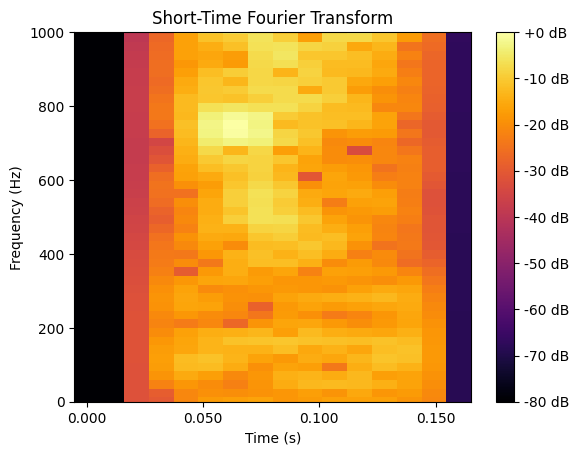 Short-Time Fourier Transform
1000
800
600
400
200
0
Frequency (Hz)
0.000
0.050
0.100
0.150
Time (s)
+0 dB
-10 dB
-20 dB
-30 dB
-40 dB
-50 dB
-60 dB
-70 dB
-80 dB